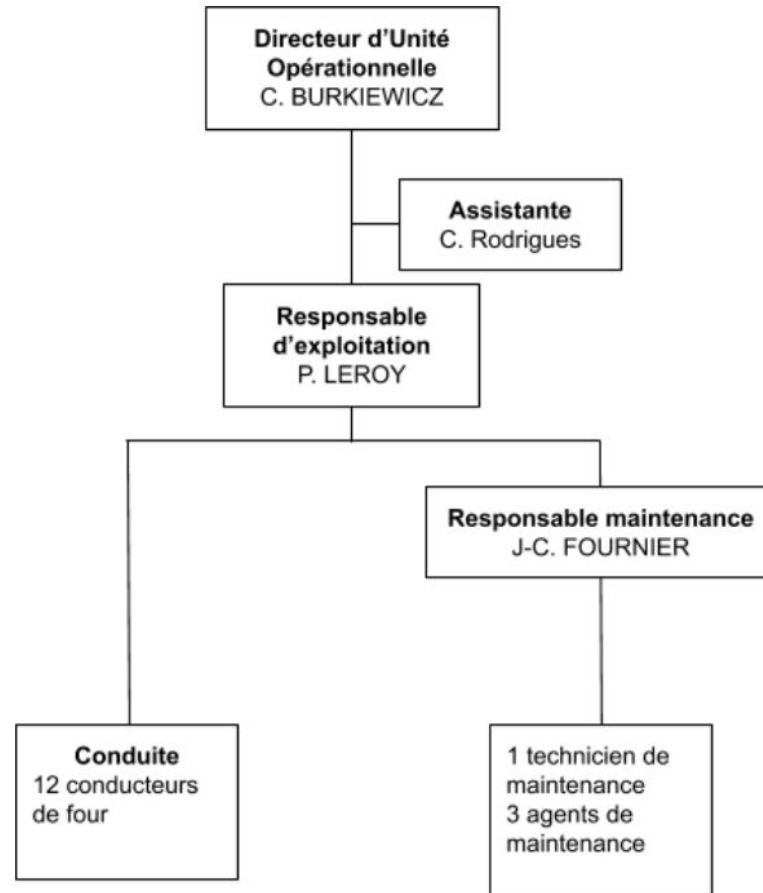 Directeur d’Unité
Opérationnelle
C. BURKIEWICZ
Assistante
C. Rodrigues
Responsable
d’exploitation
P. LEROY
Responsable maintenance
J-C. FOURNIER
Conduite
12 conducteurs
de four
1 technicien de
maintenance
3 agents de
maintenance